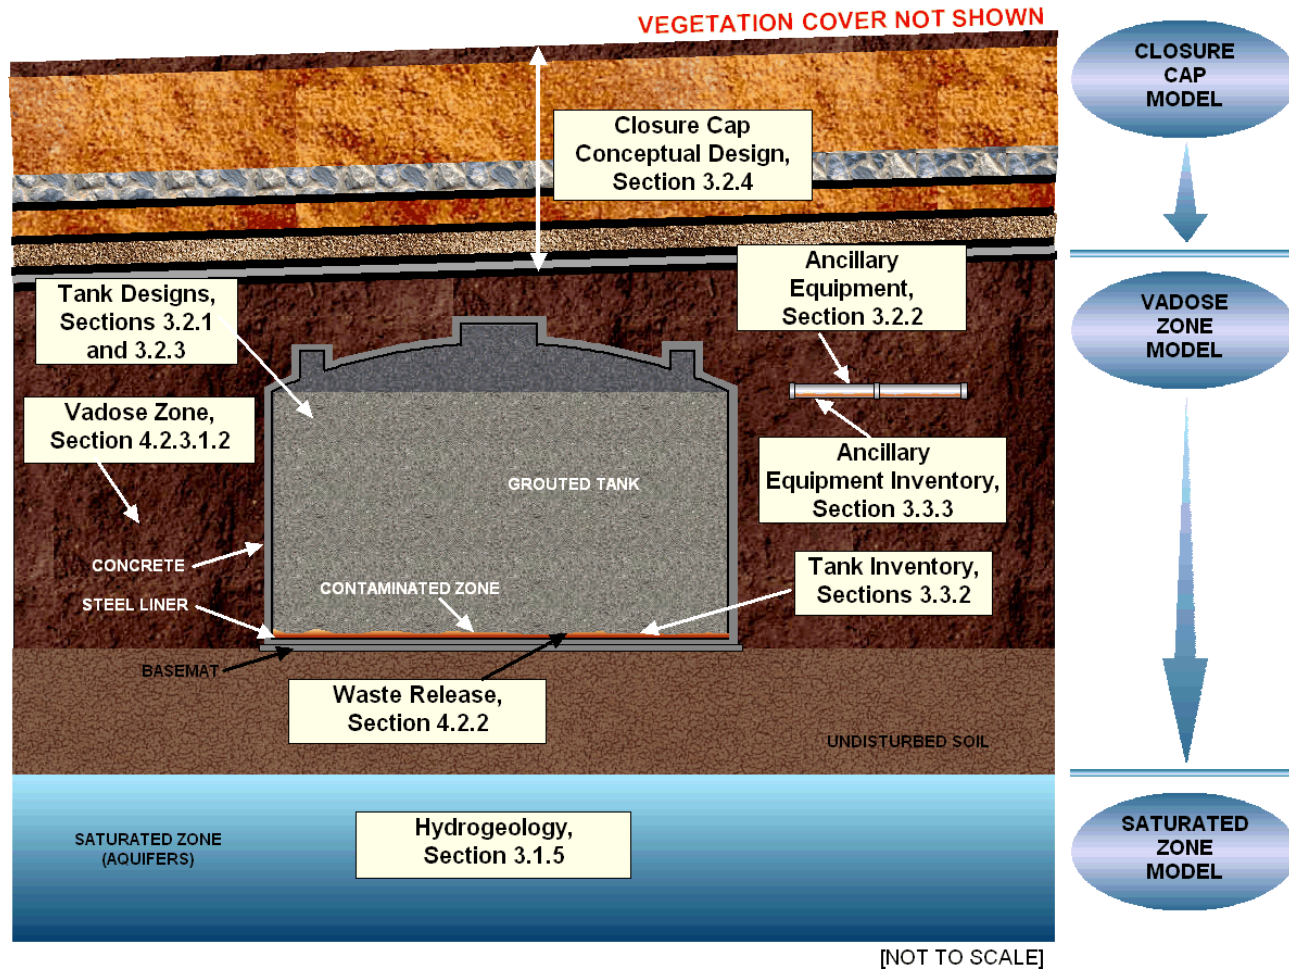 VEGETATION COVER NOT SHOWN
CLOSURE
CAP
MODEL
Closure Cap
Conceptual Design,
Section 3.2.4
Ancillary
Equipment,
Section 3.2.2
Tank Designs,
Sections 3.2.1
and 3.2.3
VADOSE
ZONE
MODEL
Vadose Zone,
Section 4.2.3.1.2
Ancillary
Equipment Inventory,
Section 3.3.3
GROUTED TANK
CONCRETE
STEEL LINER
CONTAMINATED ZONE
Tank Inventory,
Sections 3.3.2
BASEMAT
Waste Release,
Section 4.2.2
UNDISTURBED SOIL
SATURATED ZONE
(AQUIFERS)
Hydrogeology,
Section 3.1.5
SATURATED
ZONE
MODEL
[NOT TO SCALE]